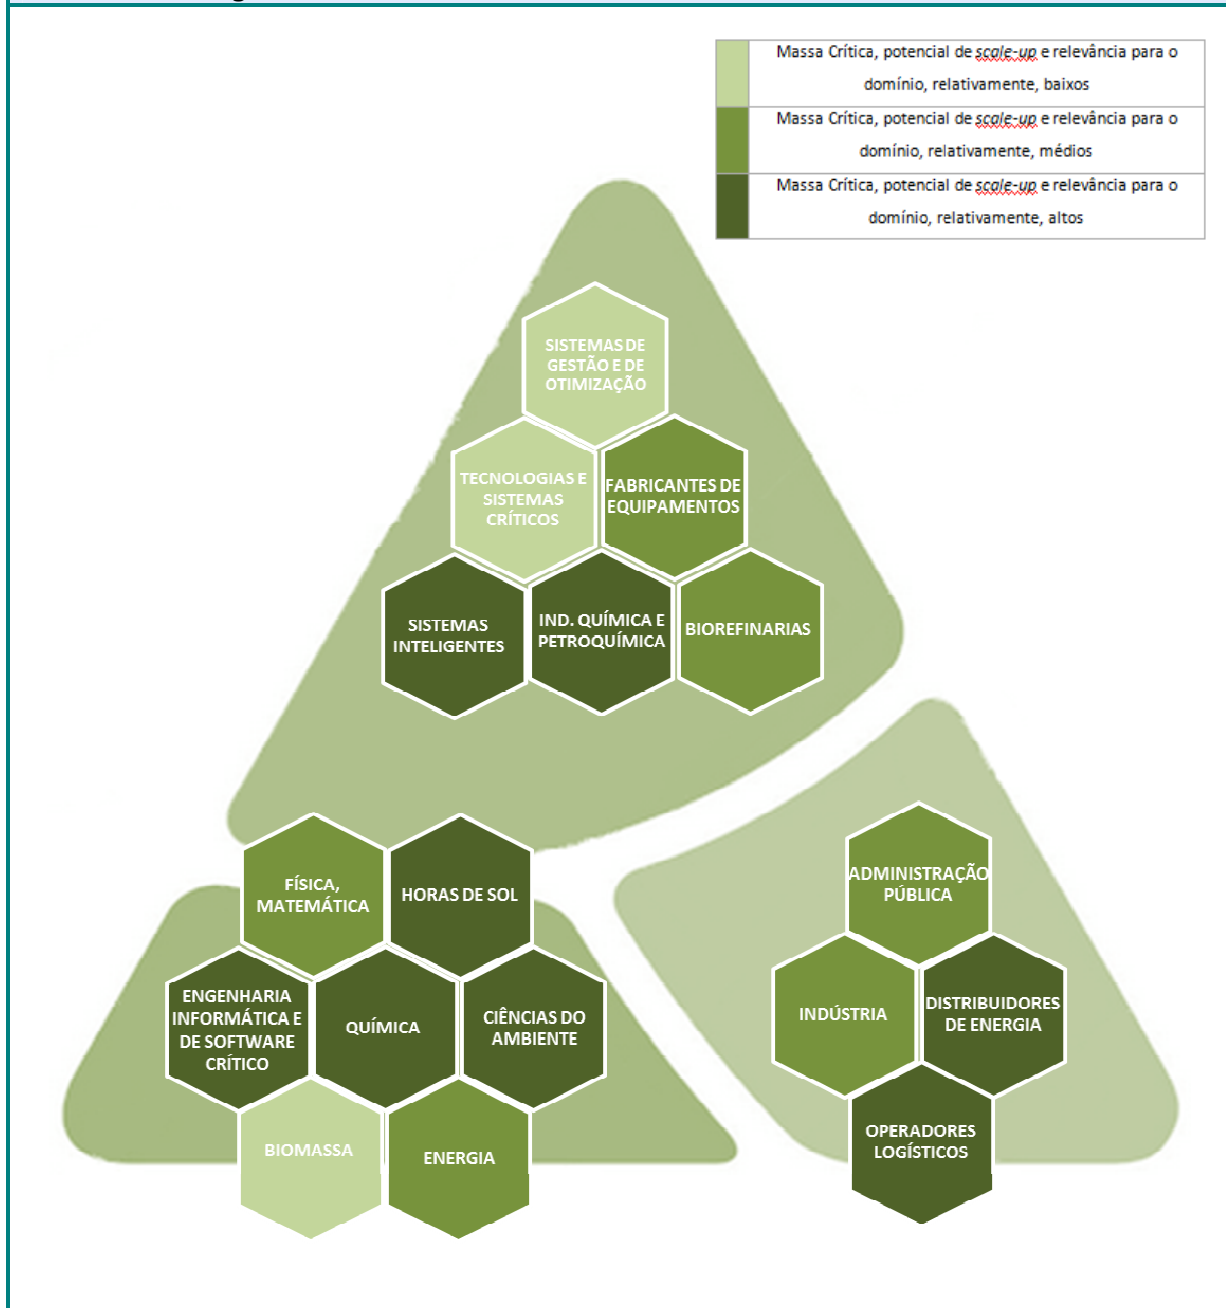 Massa Crítica, potencial de scale-up e relevância para o
domínio, relativamente, baixos
Massa Crítica, potencial de scale-up e relevância para o
domínio, relativamente, médios
Massa Crítica, potencial de scale-up e relevância para o
domínio, relativamente, altos
SISTEMAS DE
GESTÃO E DE
OTIMIZAÇÃO
TECNOLOGIAS E
SISTEMAS
CRÍTICOS
FABRICANTES DE
EQUIPAMENTOS
SISTEMAS
INTELIGENTES
IND. QUÍMICA E
PETROQUÍMICA
BIOREFINARIAS
FÍSICA,
MATEMÁTICA
HORAS DE SOL
ENGENHARIA
INFORMÁTICA E
DE SOFTWARE
CRÍTICO
QUÍMICA
CIÊNCIAS DO
AMBIENTE
BIOMASSA
ENERGIA
ADMINISTRAÇÃO
PÚBLICA
INDÚSTRIA
DISTRIBUIDORES
DE ENERGIA
OPERADORES
LOGÍSTICOS